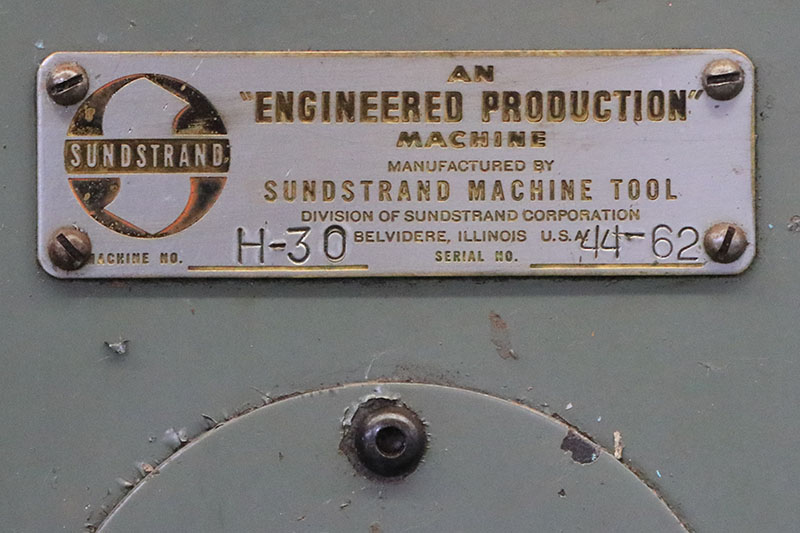 SUNDSTRAND
AN
"ENGINEERED PRODUCTION"
MACHINE
MANUFACTURED BY
SUNDSTRAND MACHINE TOOL
DIVISION OF SUNDSTRAND CORPORATION
BELVIDERE, ILLINOIS U.S.A.
MACHINE NO. H-30 SERIAL NO. 44-62